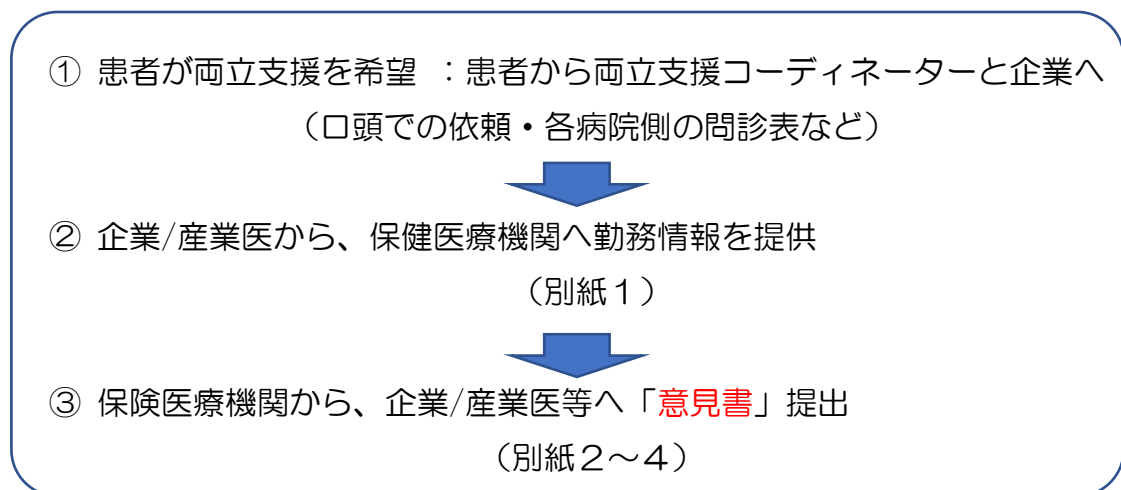 ① 患者が両立支援を希望 ：患者から両立支援コーディネーターと企業へ
（口頭での依頼・各病院側の問診表など）
② 企業/産業医から、保健医療機関へ勤務情報を提供
（別紙１）
③ 保険医療機関から、企業/産業医等へ「意見書」提出
（別紙２～４）